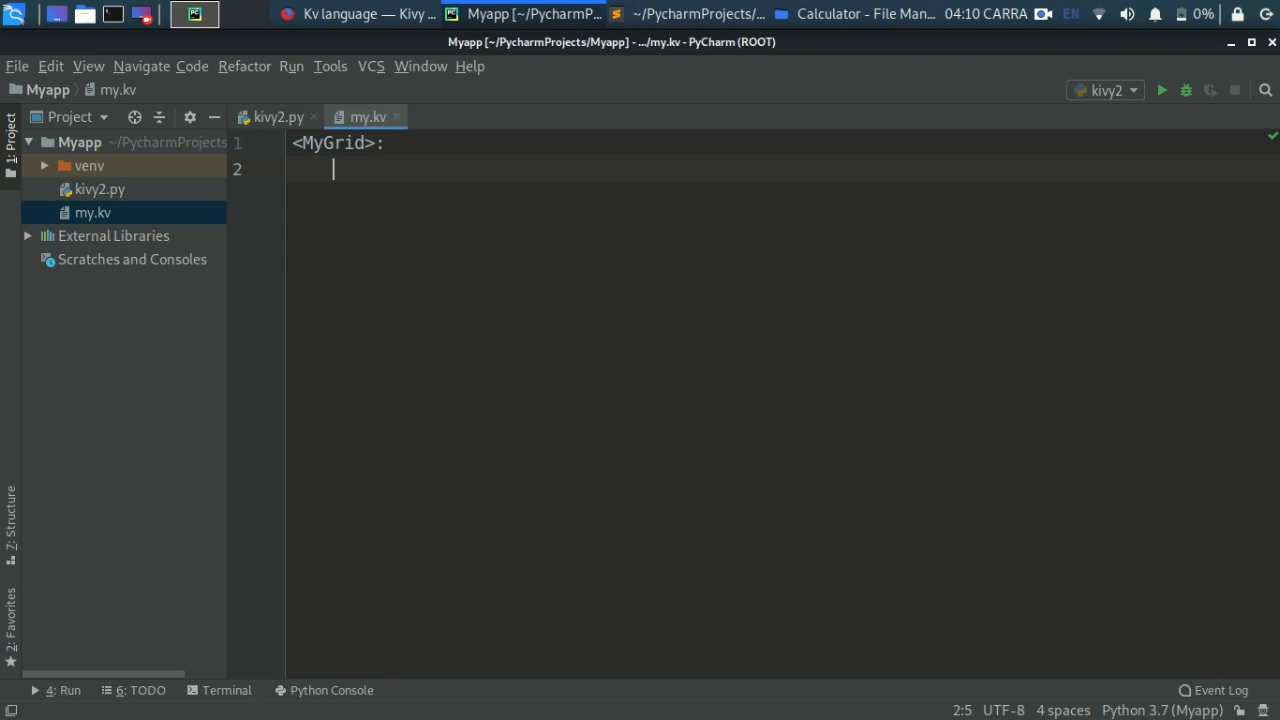 Kv language — Kivy ...
Myapp [~/PycharmP...
~/PycharmProjects/...
Calculator - File Man...
04:10 CARRA
EN
0%
Myapp [~/PycharmProjects/Myapp] - .../my.kv - PyCharm (ROOT)
File Edit View Navigate Code Refactor Run Tools VCS Window Help
Myapp my.kv
kivy2
1: Project
Project
kivy2.py
my.kv
Myapp ~/PycharmProjects
venv
kivy2.py
my.kv
External Libraries
Scratches and Consoles
1 <MyGrid>:
2
7: Structure
2: Favorites
4: Run
6: TODO
Terminal
Python Console
Event Log
2:5 UTF-8 4 spaces Python 3.7 (Myapp)